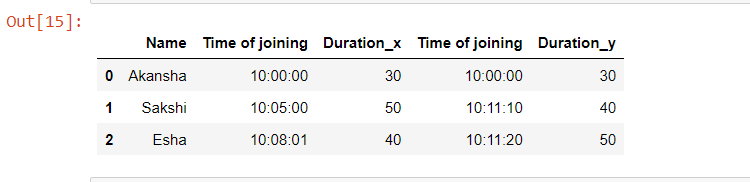 Out[15]:
Name Time of joining Duration_x Time of joining Duration_y
0 Akansha 10:00:00 30 10:00:00 30
1 Sakshi 10:05:00 50 10:11:10 40
2 Esha 10:08:01 40 10:11:20 50